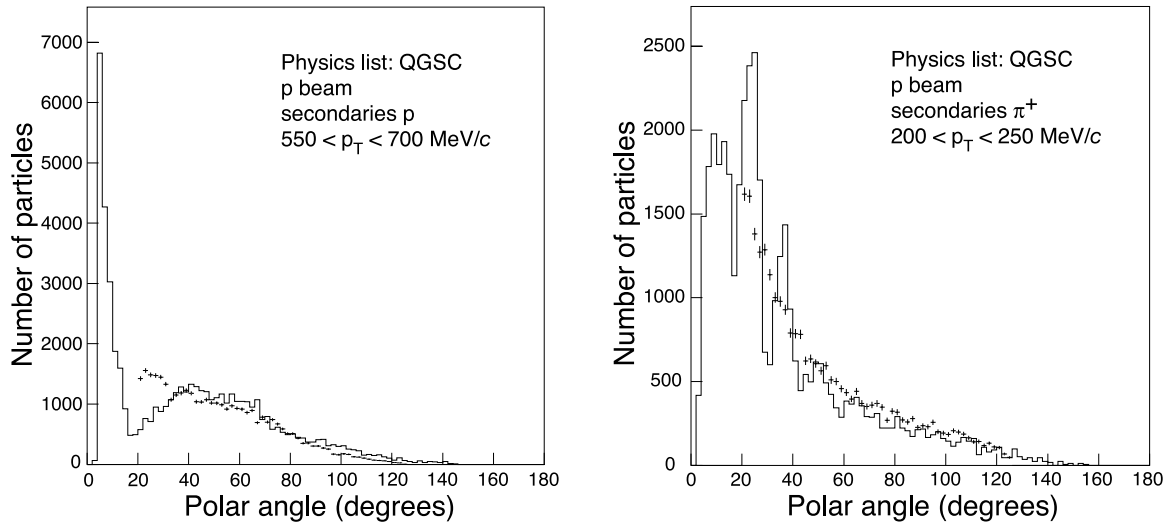 7000
6000
5000
4000
3000
2000
1000
0
Number of particles
Physics list: QGSC
p beam
secondaries p
550 < p_T < 700 MeV/c
0 20 40 60 80 100 120 140 160 180
Polar angle (degrees)
2500
2000
1500
1000
500
0
Number of particles
Physics list: QGSC
p beam
secondaries π⁺
200 < p_T < 250 MeV/c
0 20 40 60 80 100 120 140 160 180
Polar angle (degrees)